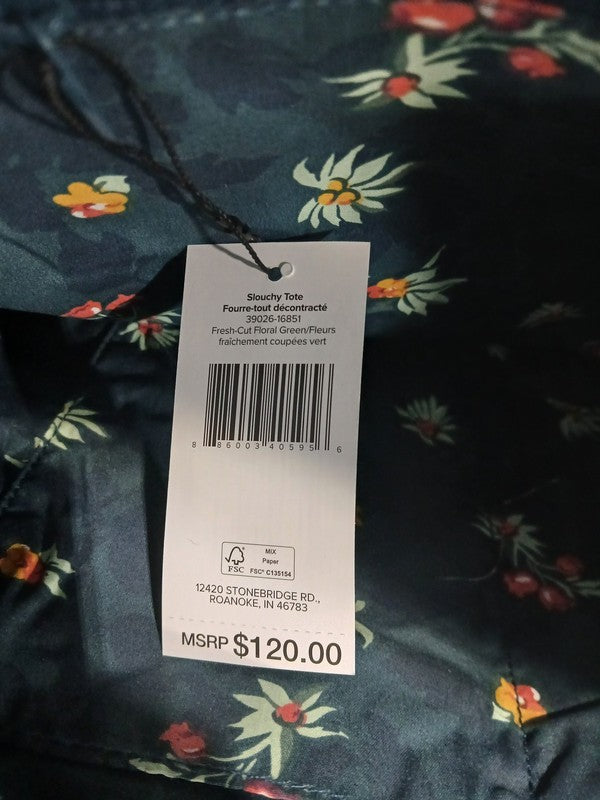 Slouchy Tote
Fourre-tout décontracté
39026-16851
Fresh-Cut Floral Green/Fleurs
fraîchement coupées vert
8 86003 40595 6
FSC
MIX
Paper
FSC® C135154
12420 STONEBRIDGE RD.,
ROANOKE, IN 46783
MSRP $120.00